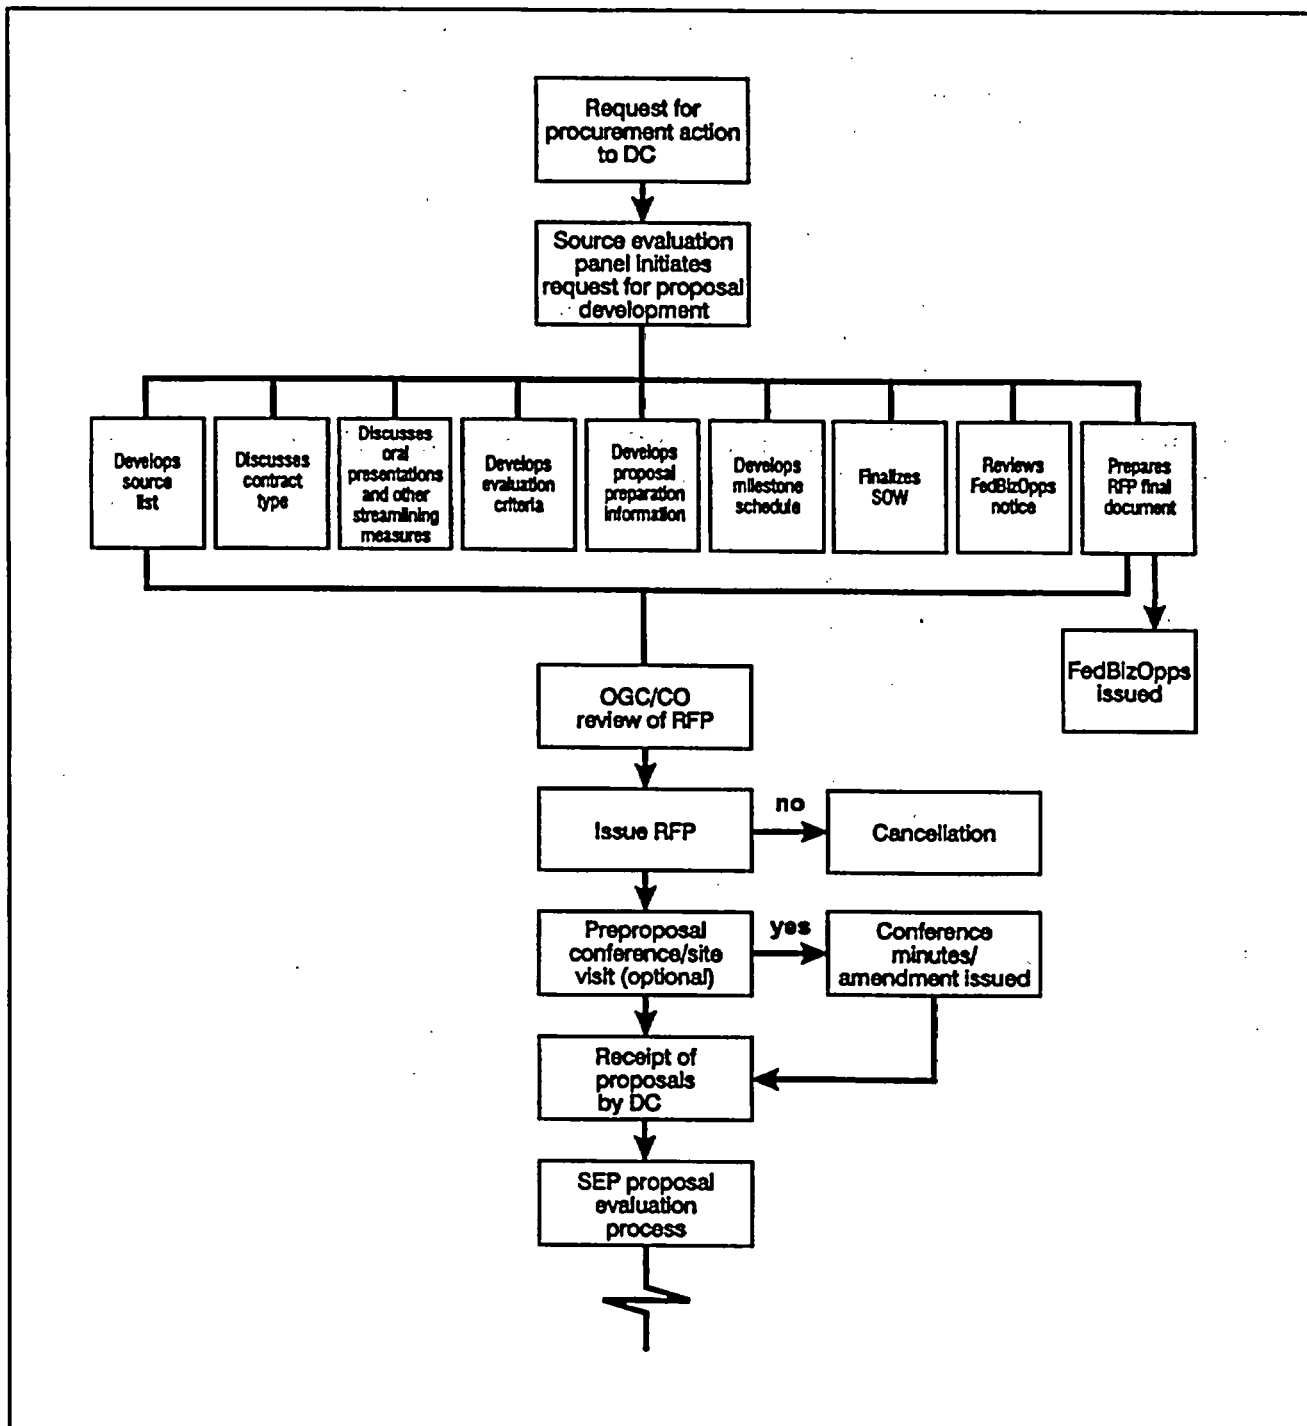 Request for
procurement action
to DC
Source evaluation
panel initiates
request for proposal
development
Develops
source
list
Discusses
contract
type
Discusses
oral
presentations
and other
streamlining
measures
Develops
evaluation
criteria
Develops
proposal
preparation
information
Develops
milestone
schedule
Finalizes
SOW
Reviews
FedBizOpps
notice
Prepares
RFP final
document
FedBizOpps
issued
OGC/CO
review of RFP
Issue RFP
no
Cancellation
Preproposal
conference/site
visit (optional)
yes
Conference
minutes/
amendment issued
Receipt of
proposals
by DC
SEP proposal
evaluation
process